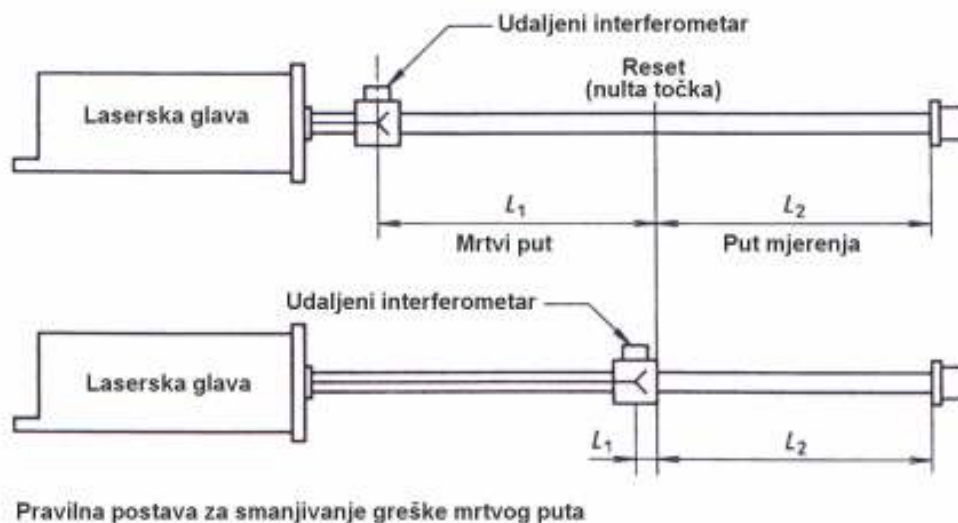 Udaljeni interferometar
Reset
(nulta točka)
Laserska glava
L1
L2
Mrtvi put
Put mjerenja
Udaljeni interferometar
Laserska glava
L1
L2
Pravilna postava za smanjivanje greške mrtvog puta